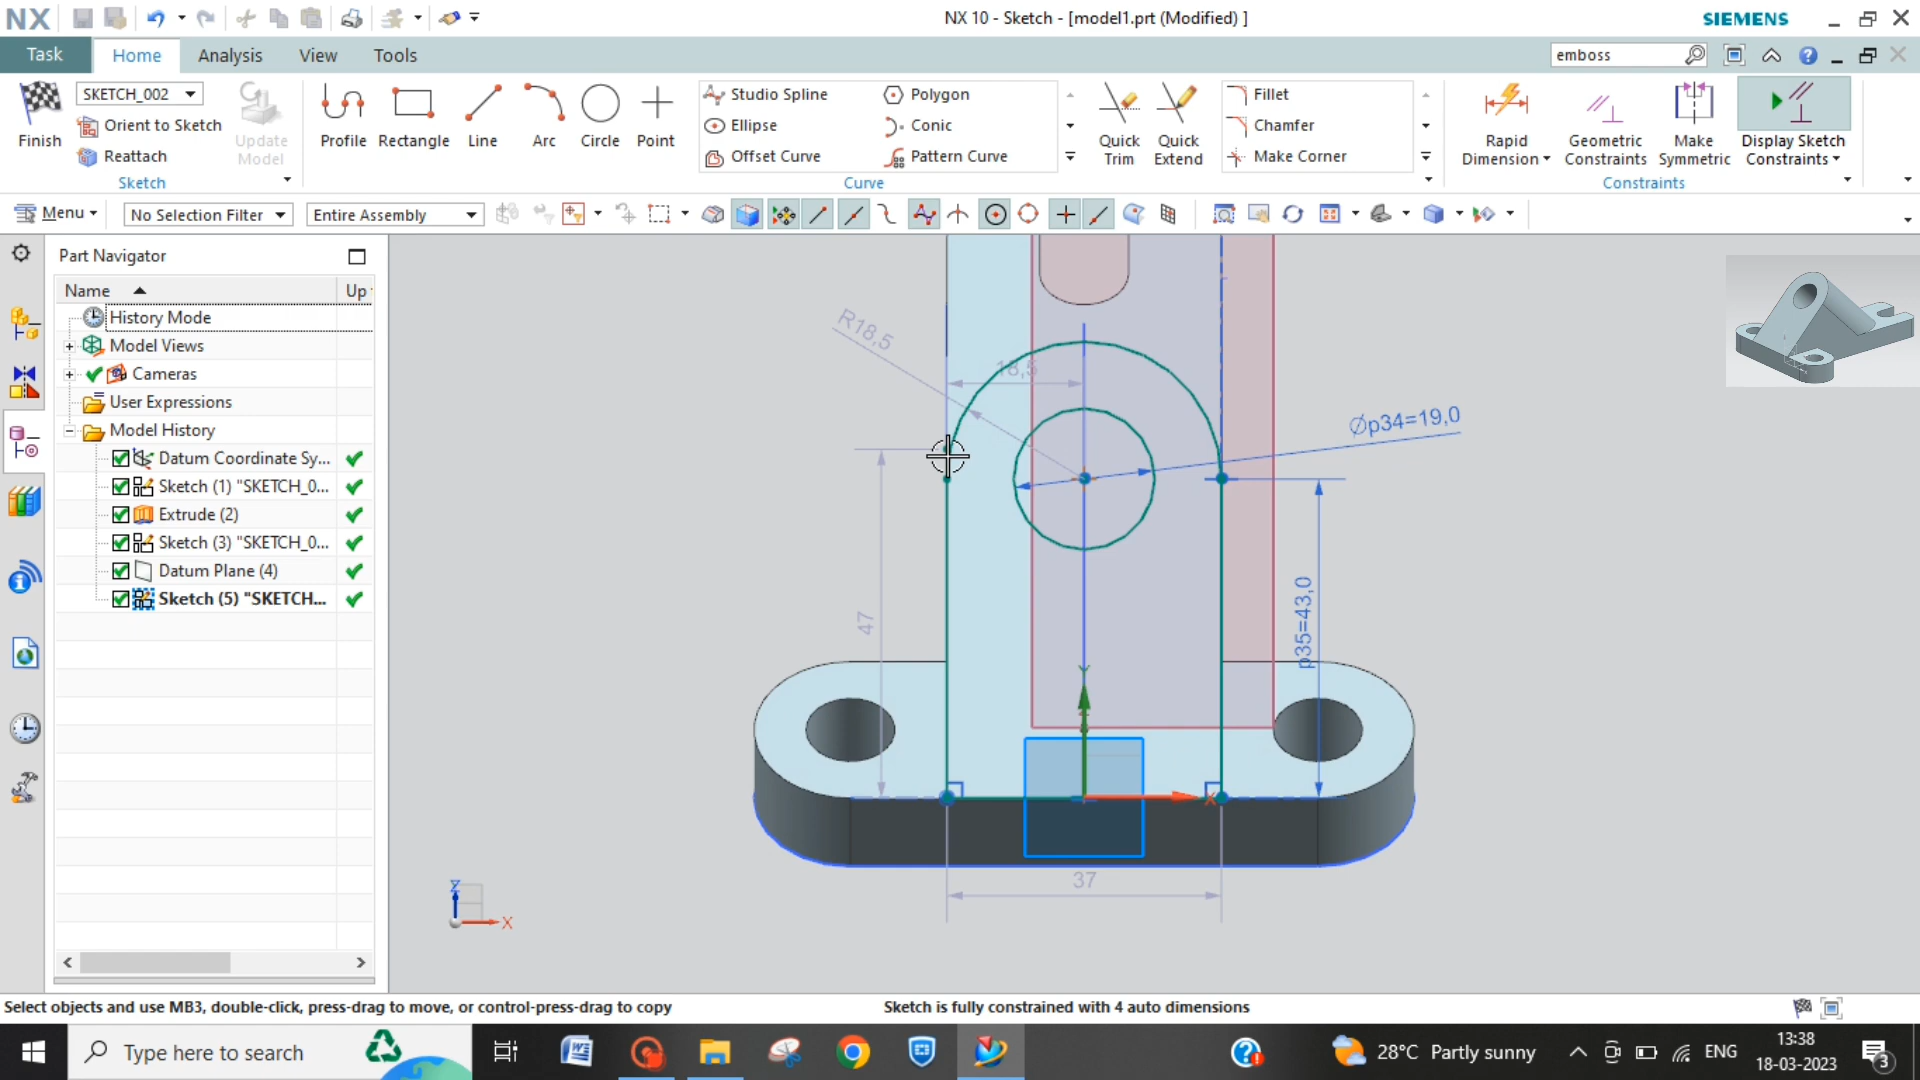 NX
NX 10 - Sketch - [model1.prt (Modified) ]
SIEMENS
Task
Home
Analysis
View
Tools
emboss
Finish
SKETCH_002
Orient to Sketch
Reattach
Update Model
Sketch
Profile
Rectangle
Line
Arc
Circle
Point
Studio Spline
Ellipse
Offset Curve
Polygon
Conic
Pattern Curve
Curve
Quick Trim
Quick Extend
Fillet
Chamfer
Make Corner
Rapid Dimension
Geometric Constraints
Make Symmetric
Display Sketch Constraints
Constraints
Menu
No Selection Filter
Entire Assembly
Part Navigator
Name
Up
History Mode
Model Views
Cameras
User Expressions
Model History
Datum Coordinate Sy...
Sketch (1) "SKETCH_0...
Extrude (2)
Sketch (3) "SKETCH_0...
Datum Plane (4)
Sketch (5) "SKETCH...
R18,5
18,5
Øp34=19,0
47
p35=43,0
Y
X
37
Z
X
Select objects and use MB3, double-click, press-drag to move, or control-press-drag to copy
Sketch is fully constrained with 4 auto dimensions
Type here to search
28°C Partly sunny
ENG
13:38
18-03-2023
3